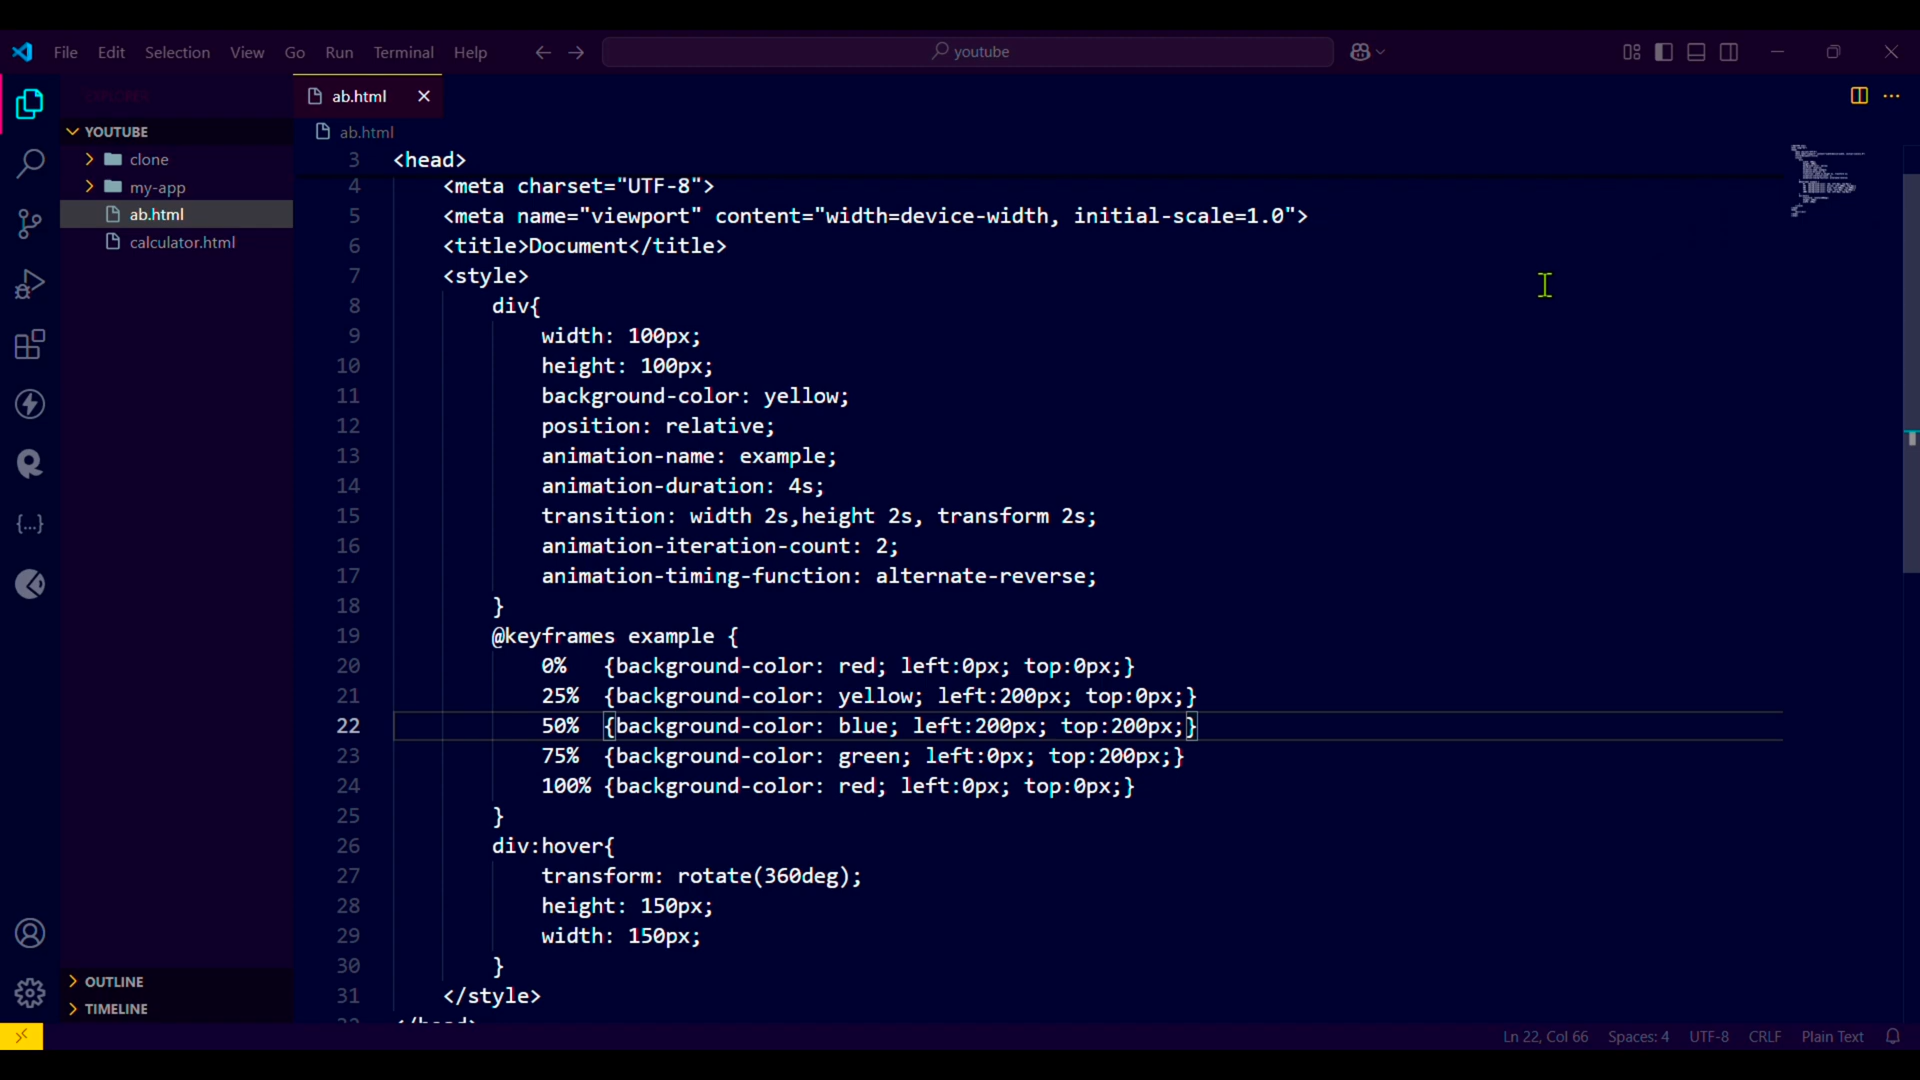 File Edit Selection View Go Run Terminal Help
youtube
ab.html
YOUTUBE
clone
my-app
ab.html
calculator.html
OUTLINE
TIMELINE
ab.html
3 <head>
4 <meta charset="UTF-8">
5 <meta name="viewport" content="width=device-width, initial-scale=1.0">
6 <title>Document</title>
7 <style>
8 div{
9 width: 100px;
10 height: 100px;
11 background-color: yellow;
12 position: relative;
13 animation-name: example;
14 animation-duration: 4s;
15 transition: width 2s,height 2s, transform 2s;
16 animation-iteration-count: 2;
17 animation-timing-function: alternate-reverse;
18 }
19 @keyframes example {
20 0% {background-color: red; left:0px; top:0px;}
21 25% {background-color: yellow; left:200px; top:0px;}
22 50% {background-color: blue; left:200px; top:200px;}
23 75% {background-color: green; left:0px; top:200px;}
24 100% {background-color: red; left:0px; top:0px;}
25 }
26 div:hover{
27 transform: rotate(360deg);
28 height: 150px;
29 width: 150px;
30 }
31 </style>
Ln 22, Col 66 Spaces: 4 UTF-8 CRLF Plain Text